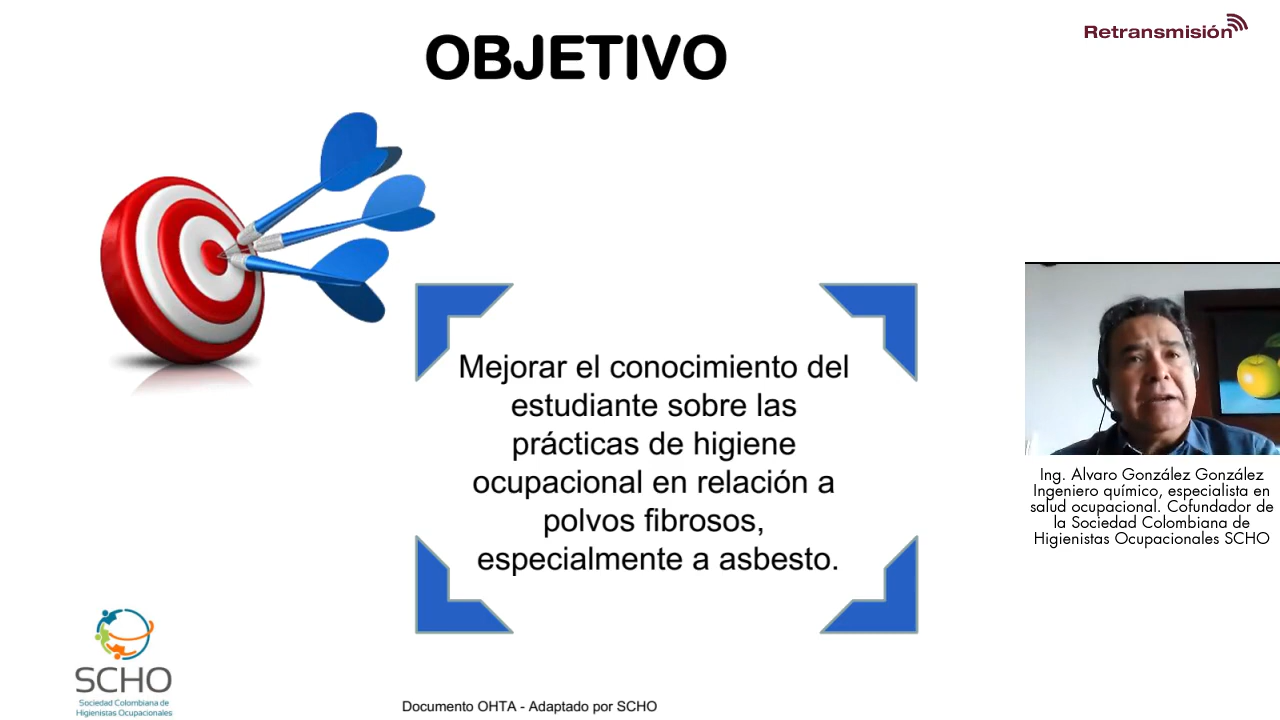 OBJETIVO
Retransmisión
Mejorar el conocimiento del
estudiante sobre las
prácticas de higiene
ocupacional en relación a
polvos fibrosos,
especialmente a asbesto.
Ing. Alvaro González González
Ingeniero químico, especialista en
salud ocupacional. Cofundador de
la Sociedad Colombiana de
Higienistas Ocupacionales SCHO
SCHO
Sociedad Colombiana de
Higienistas Ocupacionales
Documento OHTA - Adaptado por SCHO